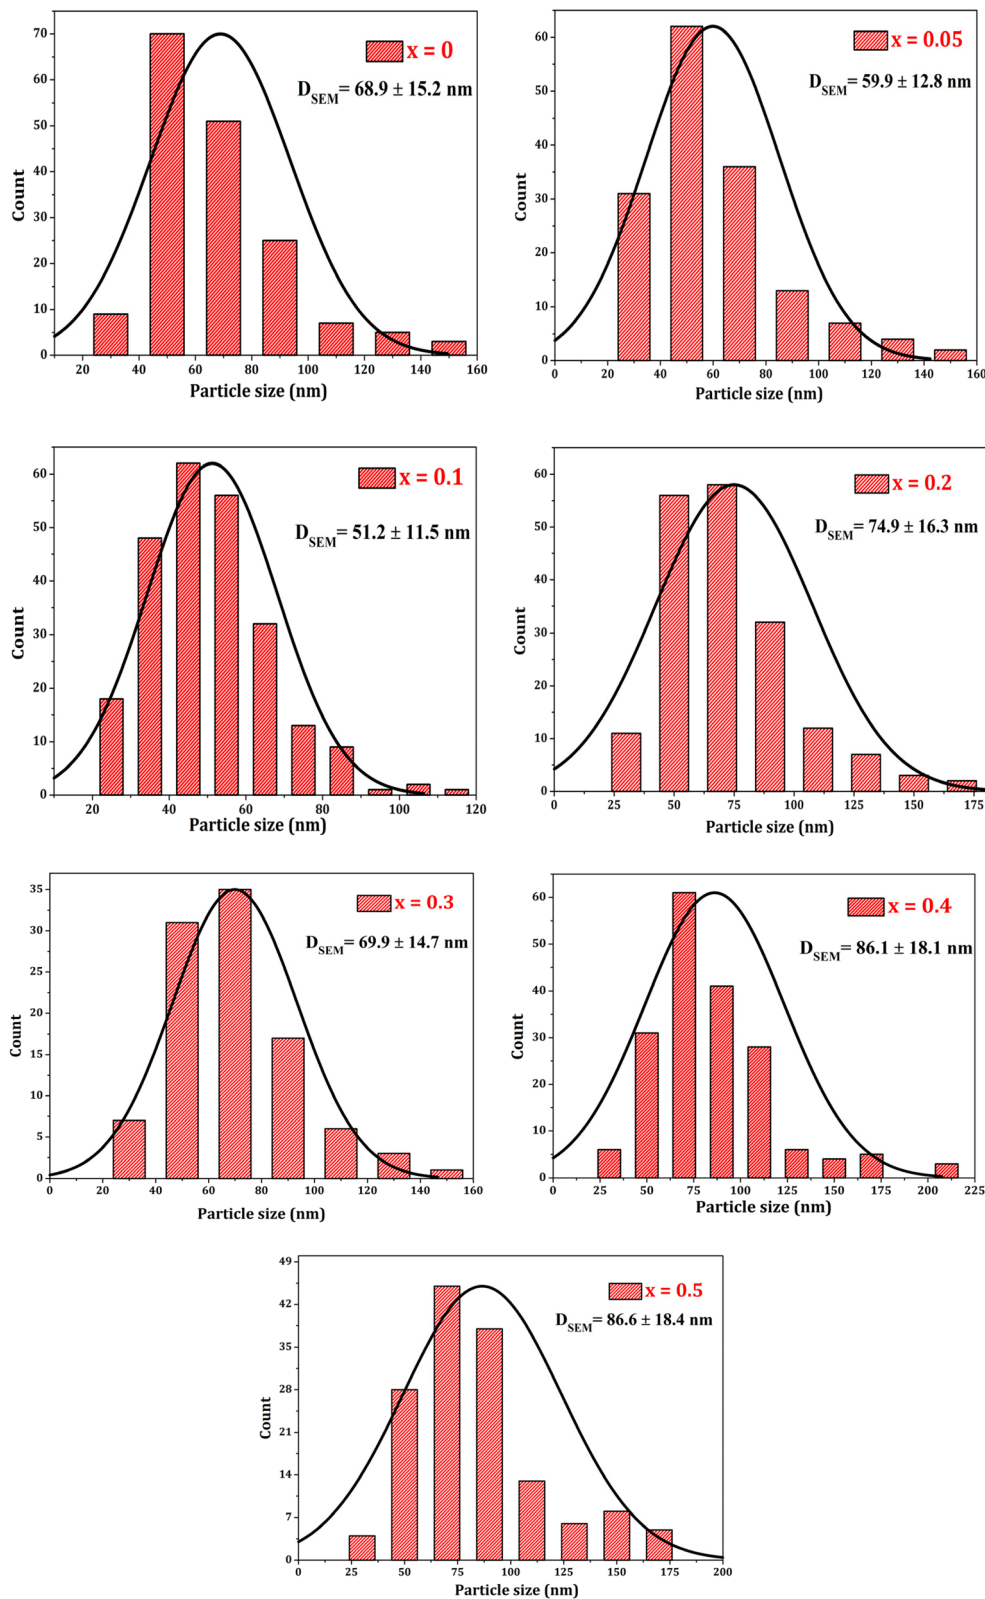 x = 0
D_SEM = 68.9 ± 15.2 nm
70
60
50
40
30
20
10
0
Count
20 40 60 80 100 120 140 160
Particle size (nm)
x = 0.05
D_SEM = 59.9 ± 12.8 nm
60
50
40
30
20
10
0
Count
0 20 40 60 80 100 120 140 160
Particle size (nm)
x = 0.1
D_SEM = 51.2 ± 11.5 nm
60
50
40
30
20
10
0
Count
20 40 60 80 100 120
Particle size (nm)
x = 0.2
D_SEM = 74.9 ± 16.3 nm
60
50
40
30
20
10
0
Count
0 25 50 75 100 125 150 175
Particle size (nm)
x = 0.3
D_SEM = 69.9 ± 14.7 nm
35
30
25
20
15
10
5
0
Count
0 20 40 60 80 100 120 140 160
Particle size (nm)
x = 0.4
D_SEM = 86.1 ± 18.1 nm
60
50
40
30
20
10
0
Count
0 25 50 75 100 125 150 175 200 225
Particle size (nm)
x = 0.5
D_SEM = 86.6 ± 18.4 nm
49
42
35
28
21
14
7
0
Count
0 25 50 75 100 125 150 175 200
Particle size (nm)